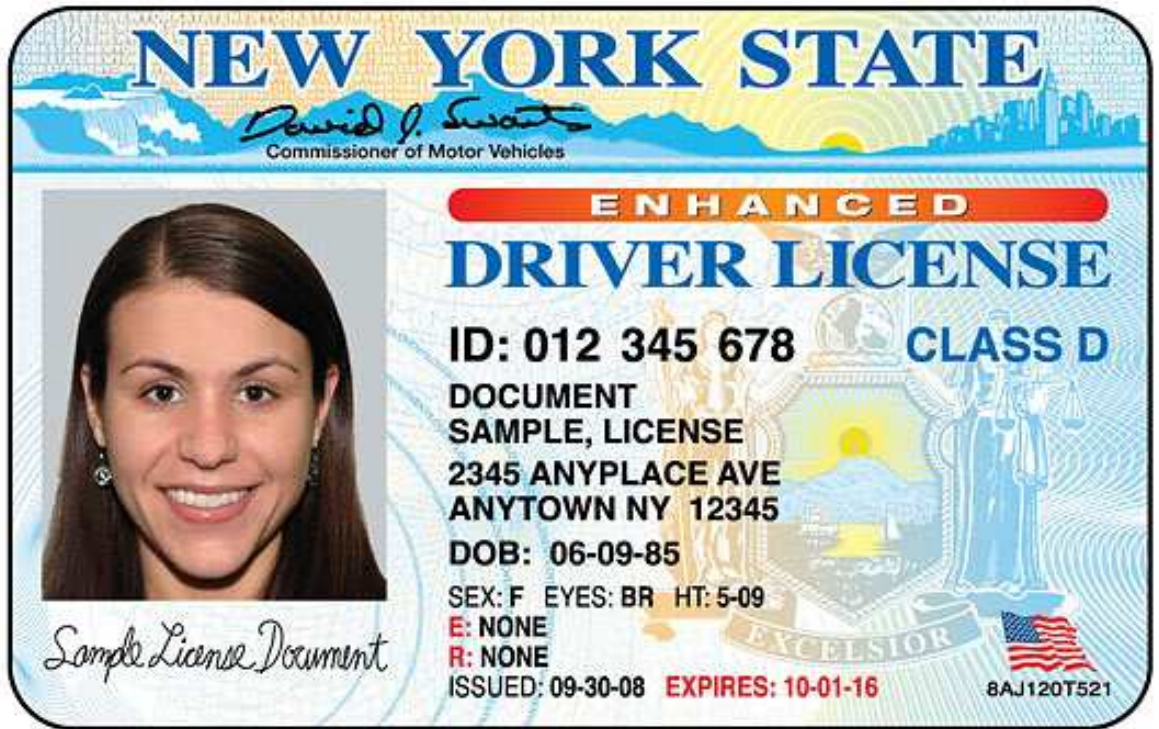 NEW YORK STATE
David J. Swarts
Commissioner of Motor Vehicles
ENHANCED
DRIVER LICENSE
ID: 012 345 678 CLASS D
DOCUMENT
SAMPLE, LICENSE
2345 ANYPLACE AVE
ANYTOWN NY 12345
DOB: 06-09-85
SEX: F EYES: BR HT: 5-09
E: NONE
R: NONE
EXCELSIOR
ISSUED: 09-30-08 EXPIRES: 10-01-16
8AJ120T521
Sample License Document